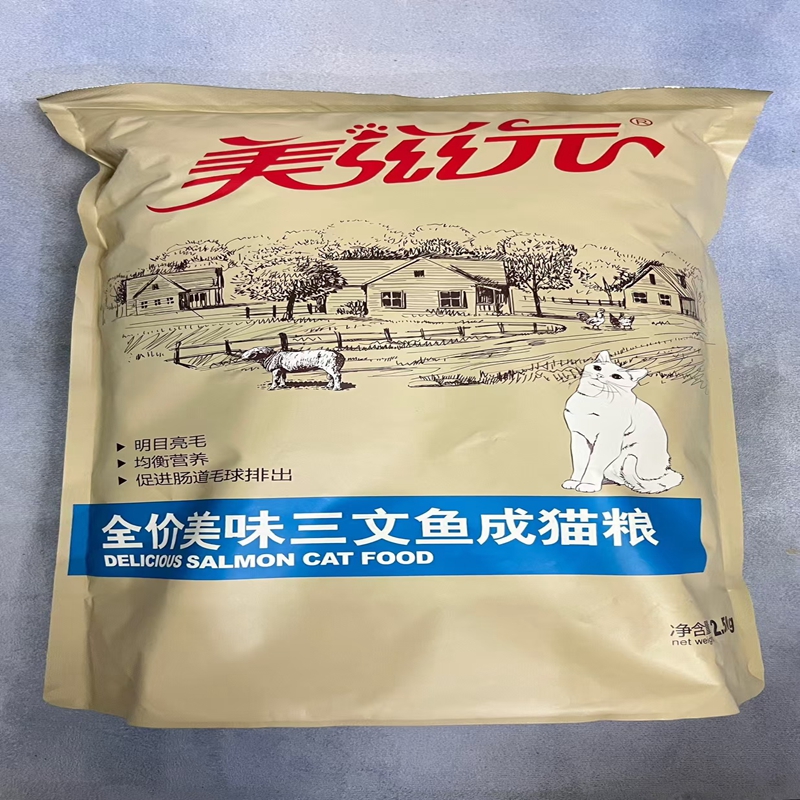 美滋元®
▶ 明目亮毛
▶ 均衡营养
▶ 促进肠道毛球排出
全价美味三文鱼成猫粮
DELICIOUS SALMON CAT FOOD
净含量2.5kg
net